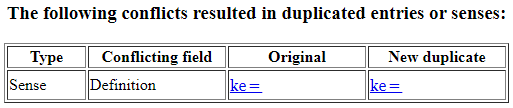 The following conflicts resulted in duplicated entries or senses:
Type Conflicting field Original New duplicate
Sense Definition ke= ke=